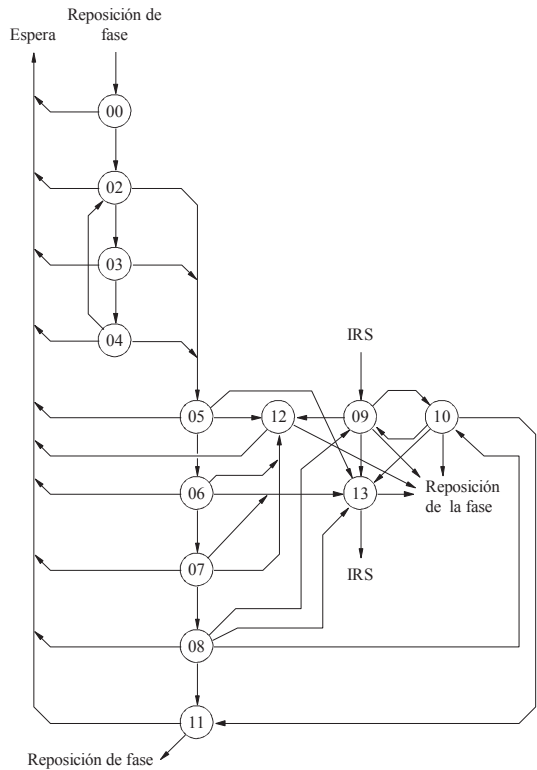 Reposición de
fase
Espera
00
02
03
04
IRS
05
12
09
10
06
13
Reposición
de la fase
07
IRS
08
11
Reposición de fase